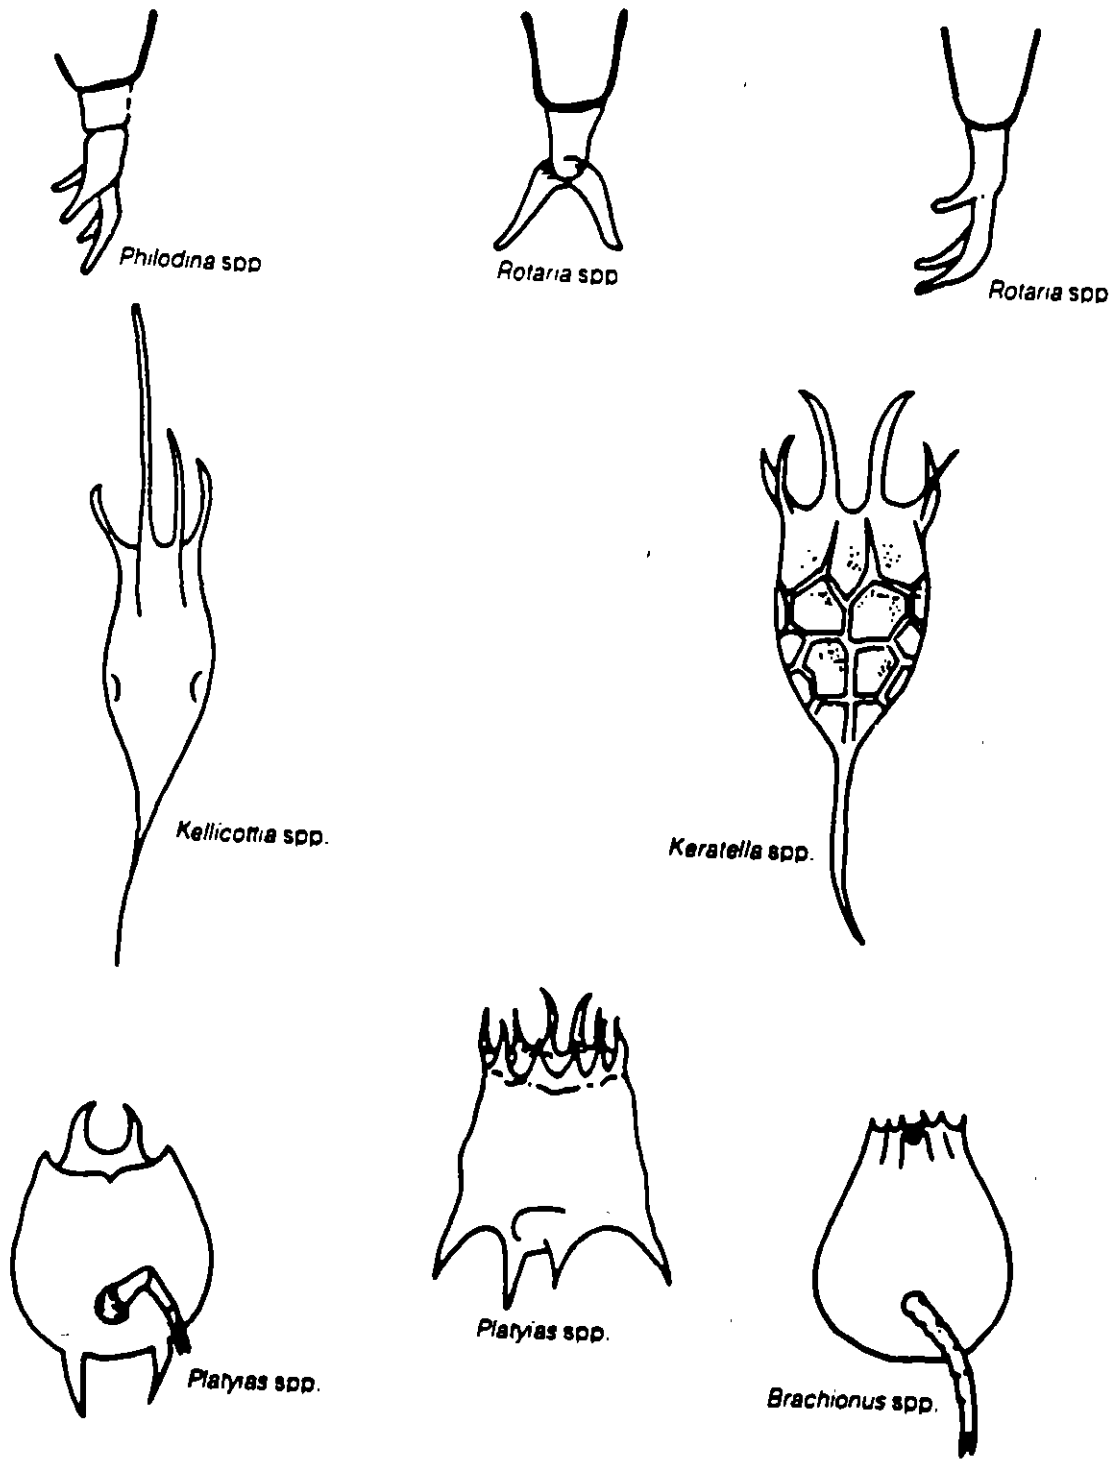 Philodina spp
Rotaria spp
Rotaria spp
Kellicottia spp.
Keratella spp.
Platyias spp.
Platyias spp.
Brachionus spp.